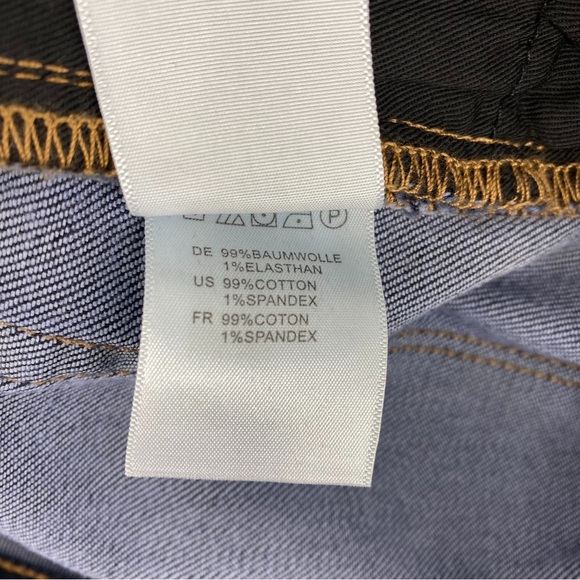 P
DE 99%BAUMWOLLE
1%ELASTHAN
US 99%COTTON
1%SPANDEX
FR 99%COTON
1%SPANDEX